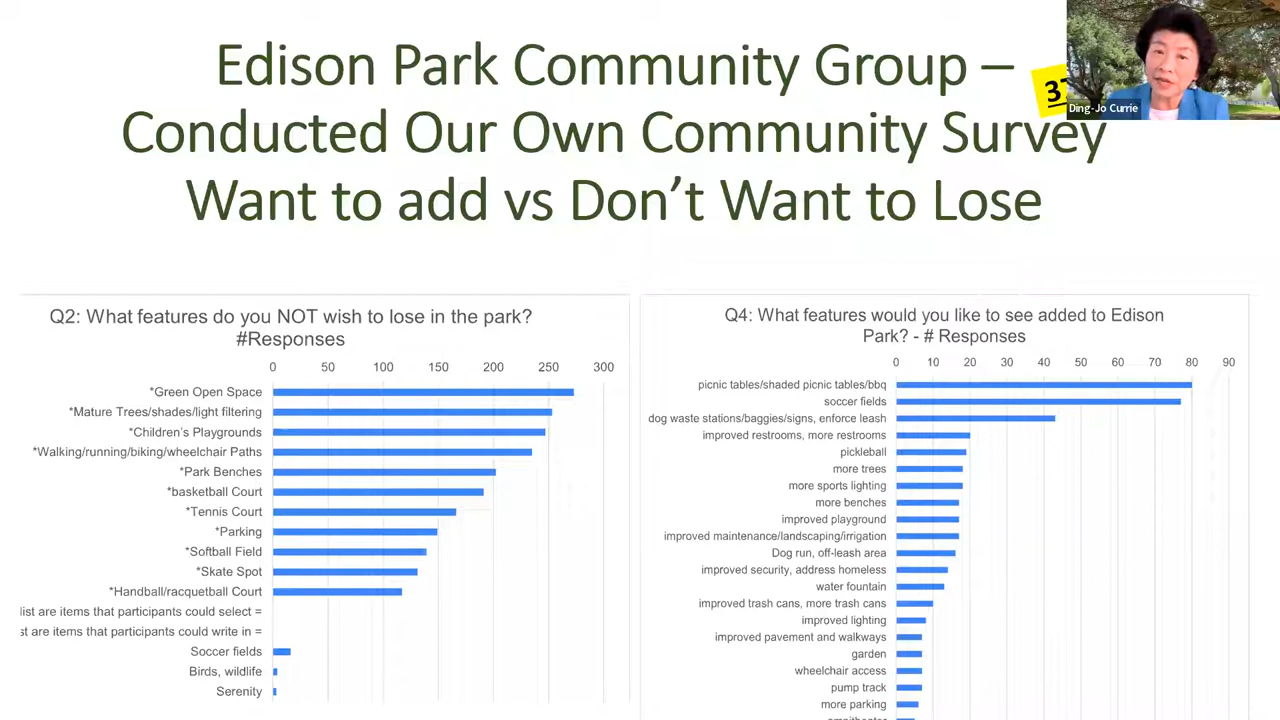 Edison Park Community Group –
Conducted Our Own Community Survey
Want to add vs Don't Want to Lose
Ding-Jo Currie
Q2: What features do you NOT wish to lose in the park?
#Responses
0 50 100 150 200 250 300
*Green Open Space
*Mature Trees/shades/light filtering
*Children's Playgrounds
*Walking/running/biking/wheelchair Paths
*Park Benches
*basketball Court
*Tennis Court
*Parking
*Softball Field
*Skate Spot
*Handball/racquetball Court
list are items that participants could select =
are items that participants could write in =
Soccer fields
Birds, wildlife
Serenity
Q4: What features would you like to see added to Edison
Park? - # Responses
0 10 20 30 40 50 60 70 80 90
picnic tables/shaded picnic tables/bbq
soccer fields
dog waste stations/baggies/signs, enforce leash
improved restrooms, more restrooms
pickleball
more trees
more sports lighting
more benches
improved playground
improved maintenance/landscaping/irrigation
Dog run, off-leash area
improved security, address homeless
water fountain
improved trash cans, more trash cans
improved lighting
improved pavement and walkways
garden
wheelchair access
pump track
more parking